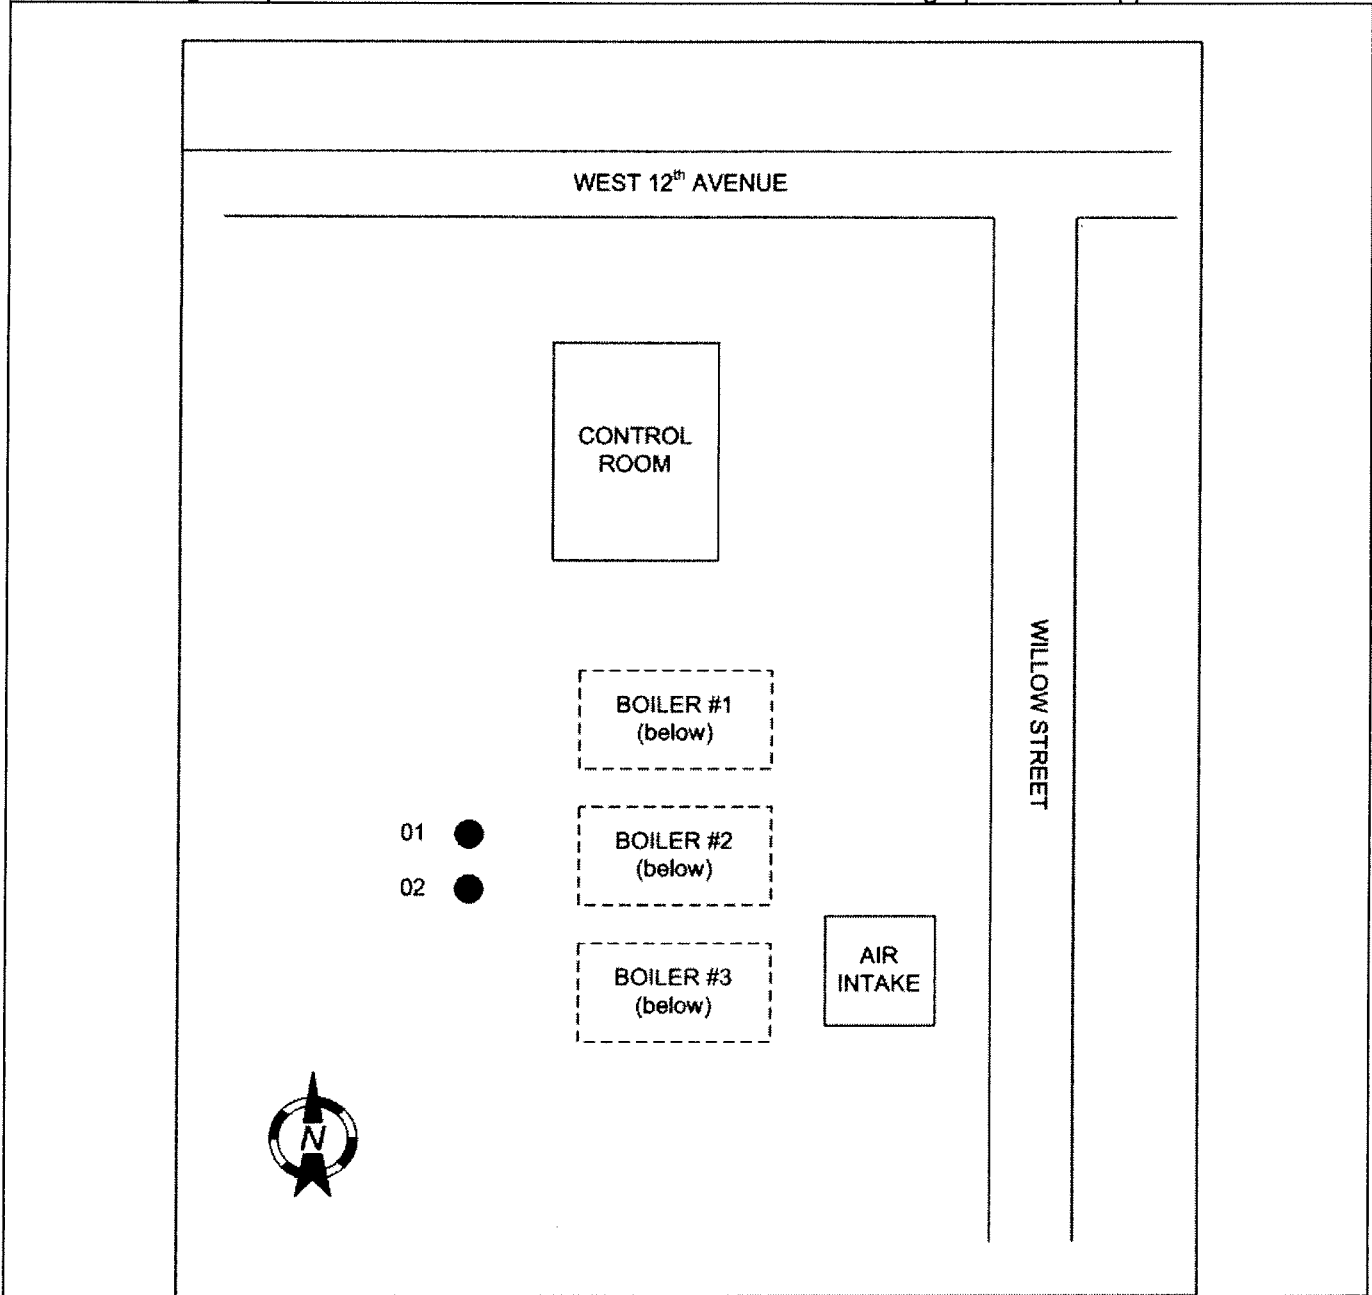 WEST 12th AVENUE
CONTROL
ROOM
WILLOW STREET
BOILER #1
(below)
01
BOILER #2
(below)
02
AIR
INTAKE
BOILER #3
(below)
N